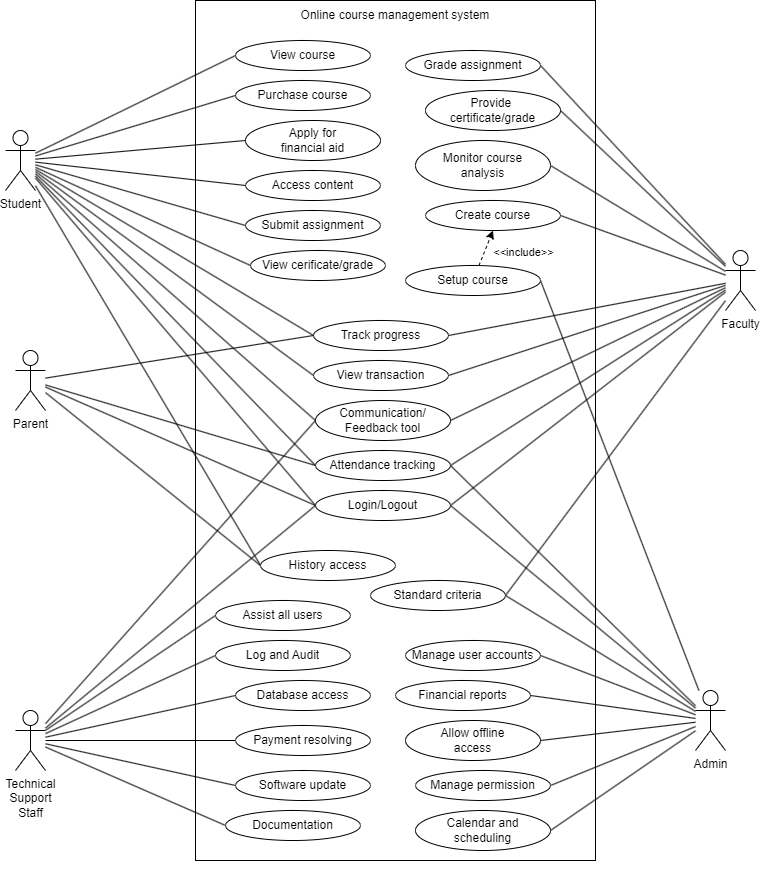 Online course management system
View course
Grade assignment
Purchase course
Provide
certificate/grade
Apply for
financial aid
Monitor course
analysis
Access content
Student
Submit assignment
Create course
<<include>>
View cerificate/grade
Setup course
Faculty
Track progress
View transaction
Parent
Communication/
Feedback tool
Attendance tracking
Login/Logout
History access
Standard criteria
Assist all users
Log and Audit
Manage user accounts
Database access
Financial reports
Payment resolving
Allow offline
access
Admin
Technical
Support
Staff
Software update
Manage permission
Documentation
Calendar and
scheduling